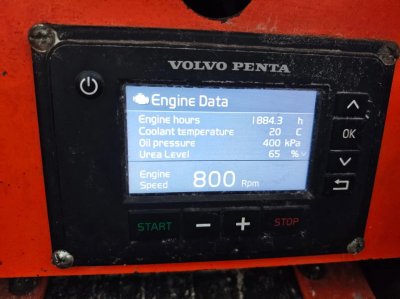 VOLVO PENTA
Engine Data
Engine hours 1884.3 h
Coolant temperature 20 C
Oil pressure 400 kPa
Urea Level 65 %
Engine Speed 800 Rpm
OK
START − + STOP